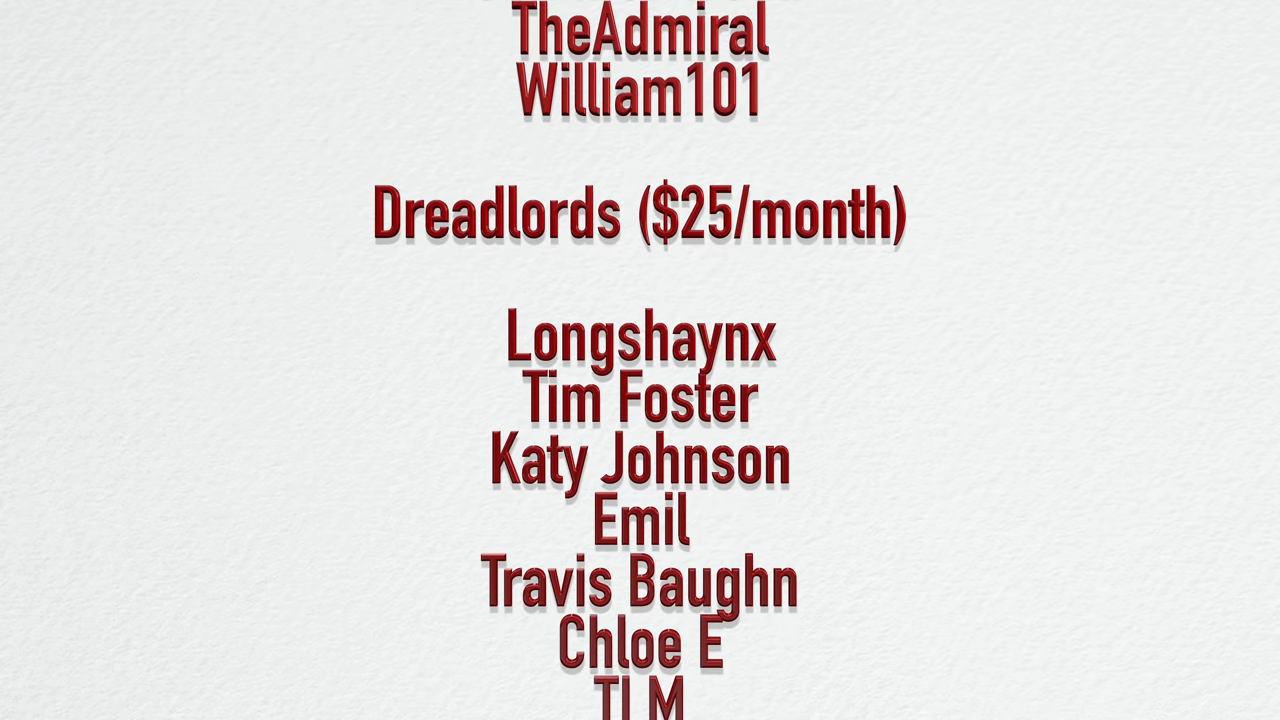 TheAdmiral
William101
Dreadlords ($25/month)
Longshaynx
Tim Foster
Katy Johnson
Emil
Travis Baughn
Chloe E